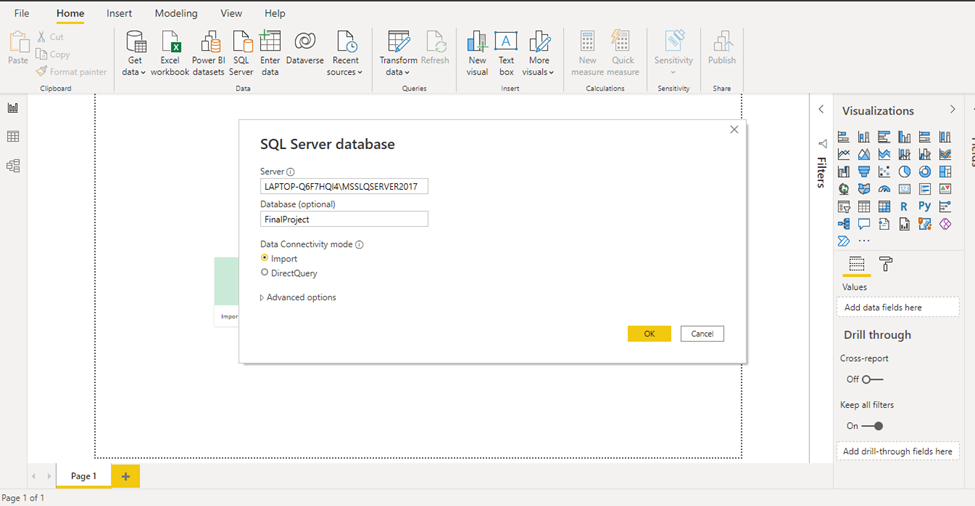 File Home Insert Modeling View Help
Paste
Cut
Copy
Format painter
Clipboard
Get data
Excel workbook
Power BI datasets
SQL Server
Enter data
Dataverse
Recent sources
Data
Transform data
Refresh
Queries
New visual
Text box
More visuals
Insert
New measure
Quick measure
Calculations
Sensitivity
Sensitivity
Publish
Share
SQL Server database
Server
LAPTOP-Q6F7HQI4\MSSLQSERVER2017
Database (optional)
FinalProject
Data Connectivity mode
Import
DirectQuery
Advanced options
OK Cancel
Impor
Filters
Visualizations
R Py
Values
Add data fields here
Drill through
Cross-report
Off
Keep all filters
On
Add drill-through fields here
Fields
Page 1
Page 1 of 1